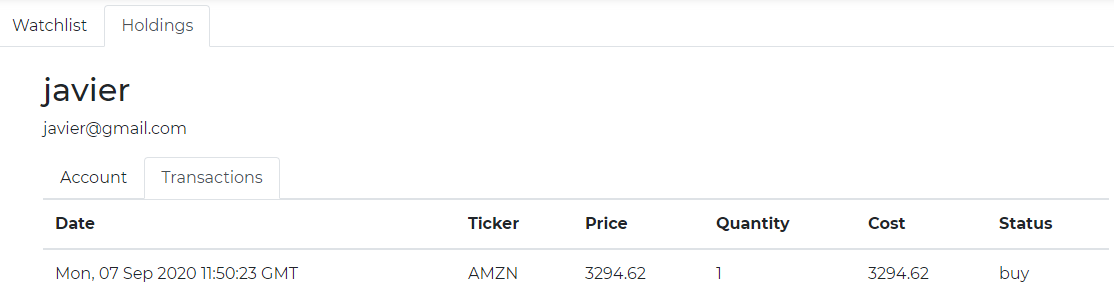 Watchlist Holdings
javier
javier@gmail.com
Account Transactions
Date Ticker Price Quantity Cost Status
Mon, 07 Sep 2020 11:50:23 GMT AMZN 3294.62 1 3294.62 buy